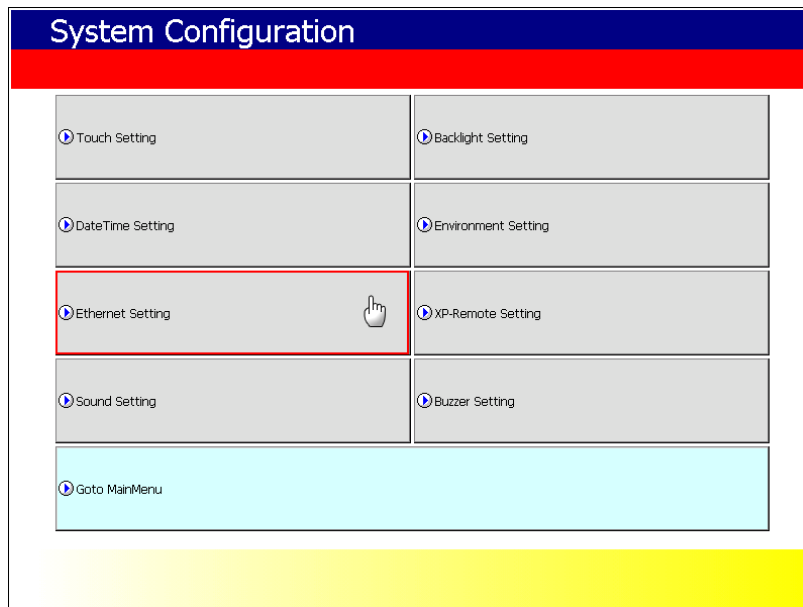 System Configuration
Touch Setting
Backlight Setting
DateTime Setting
Environment Setting
Ethernet Setting
XP-Remote Setting
Sound Setting
Buzzer Setting
Goto MainMenu